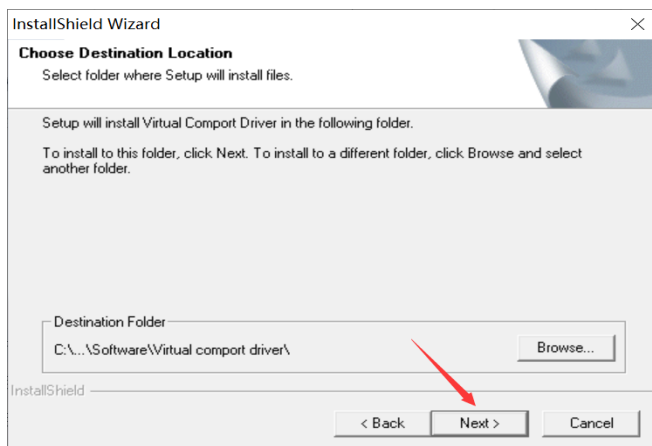 InstallShield Wizard
Choose Destination Location
Select folder where Setup will install files.
Setup will install Virtual Comport Driver in the following folder.
To install to this folder, click Next. To install to a different folder, click Browse and select
another folder.
Destination Folder
C:\...\Software\Virtual comport driver\
Browse...
InstallShield
< Back
Next >
Cancel